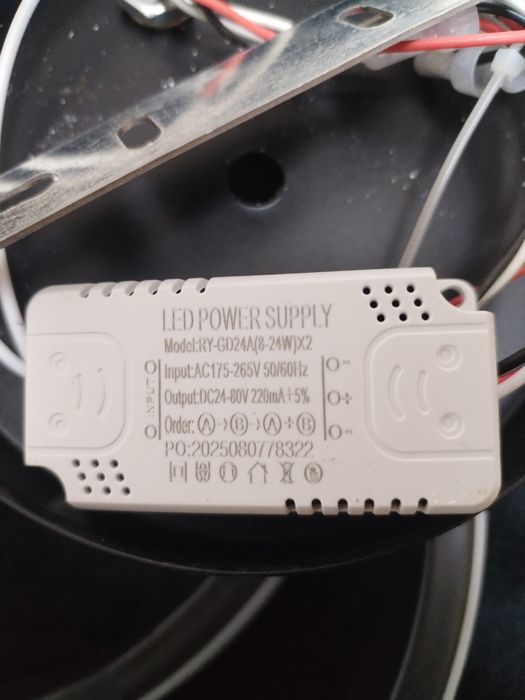 LED POWER SUPPLY
Model:RY-GD24A(8-24W)X2
Input:AC175-265V 50/60Hz
Output:DC24-80V 220mA±5%
Order: A→B→A+B
PO:2025080778322
INPUT
-
+
-